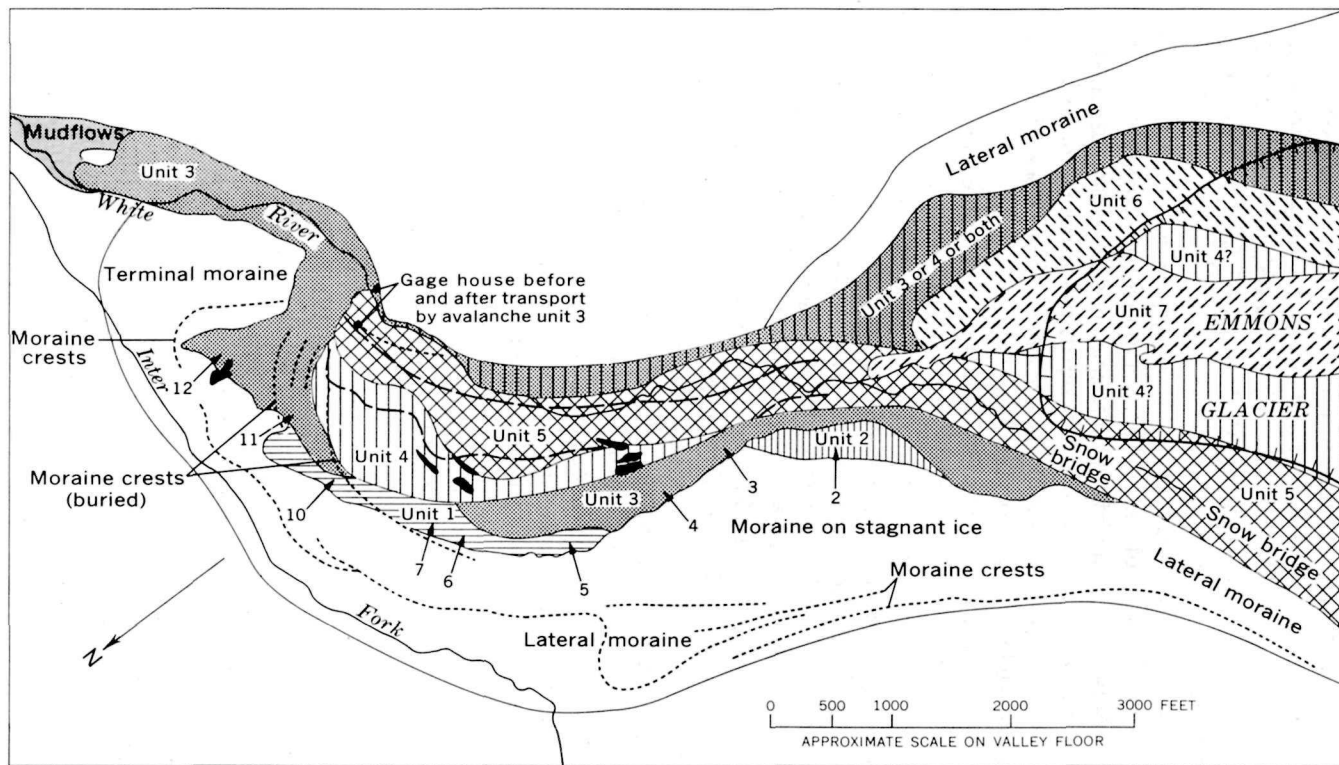 Mudflows
Unit 3
White
River
Terminal moraine
Moraine
crests
12
Inter
11
Moraine crests
(buried)
10
Gage house before
and after transport
by avalanche unit 3
Lateral moraine
Unit 3 or 4 or both
Unit 6
Unit 4?
Unit 7
EMMONS
Unit 4?
GLACIER
Unit 5
Unit 4
Unit 1
Unit 3
Unit 2
3
2
4
7
6
5
Snow
bridge
Unit 5
Snow bridge
Moraine on stagnant ice
Moraine crests
Lateral moraine
Lateral moraine
Fork
N
0 500 1000 2000 3000 FEET
APPROXIMATE SCALE ON VALLEY FLOOR